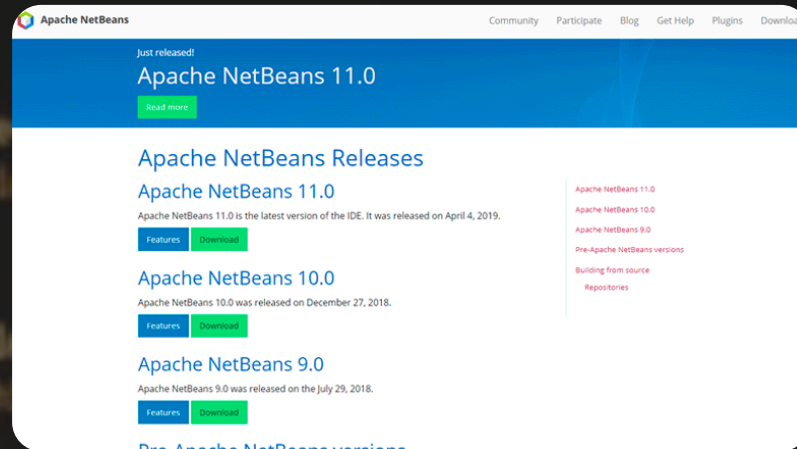 Apache NetBeans
Community Participate Blog Get Help Plugins
Just released!
Apache NetBeans 11.0
Read more
Apache NetBeans Releases
Apache NetBeans 11.0
Apache NetBeans 11.0 is the latest version of the IDE. It was released on April 4, 2019.
Features Download
Apache NetBeans 10.0
Apache NetBeans 10.0 was released on December 27, 2018.
Features Download
Apache NetBeans 9.0
Apache NetBeans 9.0 was released on the July 29, 2018.
Features Download
Pre-Apache NetBeans versions
Apache NetBeans 11.0
Apache NetBeans 10.0
Apache NetBeans 9.0
Pre-Apache NetBeans versions
Building from source
Repositories